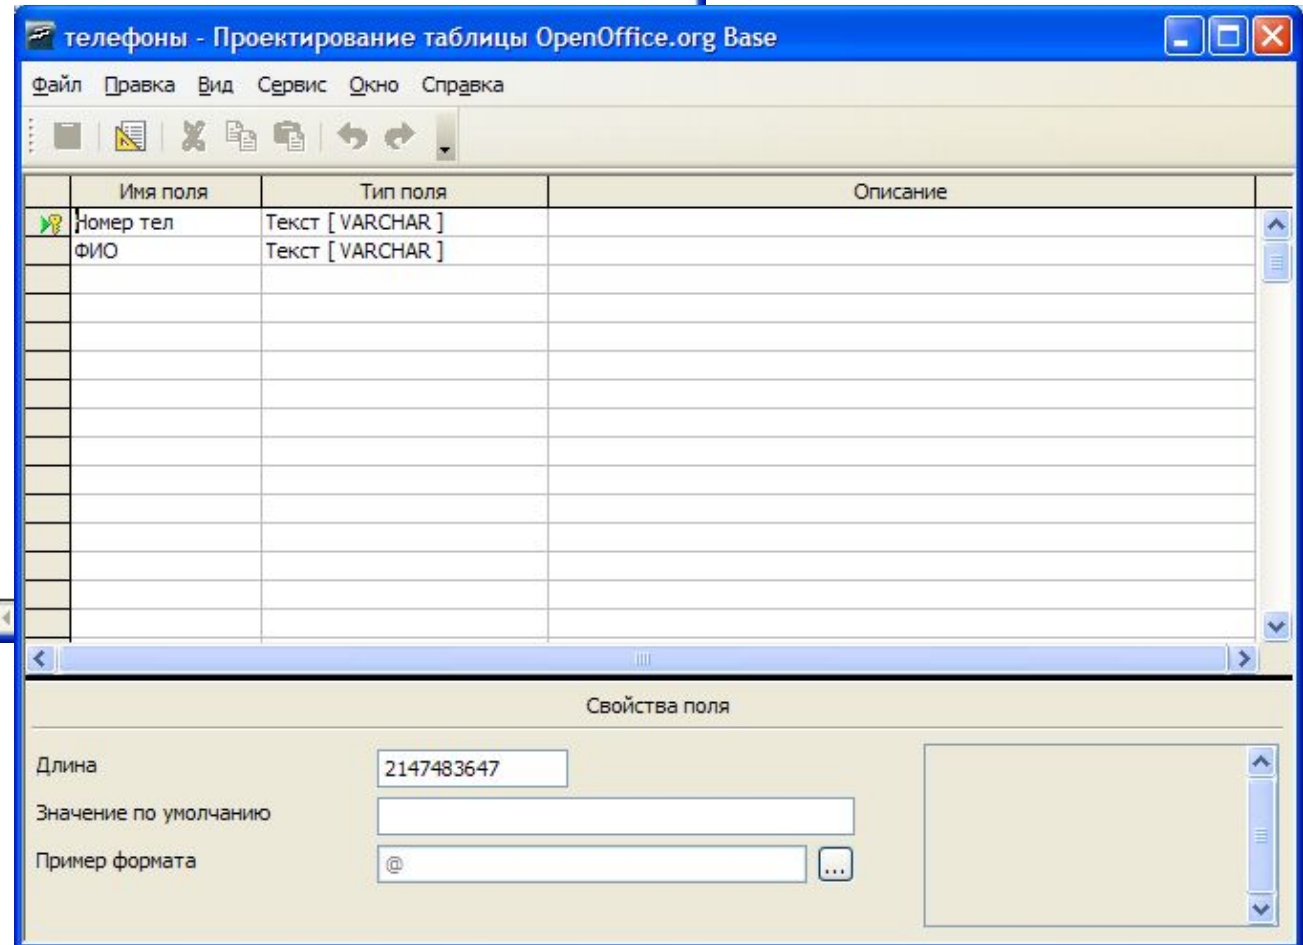 телефоны - Проектирование таблицы OpenOffice.org Base
Файл Правка Вид Сервис Окно Справка
Имя поля Тип поля Описание
Номер тел Текст [ VARCHAR ]
ФИО Текст [ VARCHAR ]
Свойства поля
Длина 2147483647
Значение по умолчанию
Пример формата @ ...